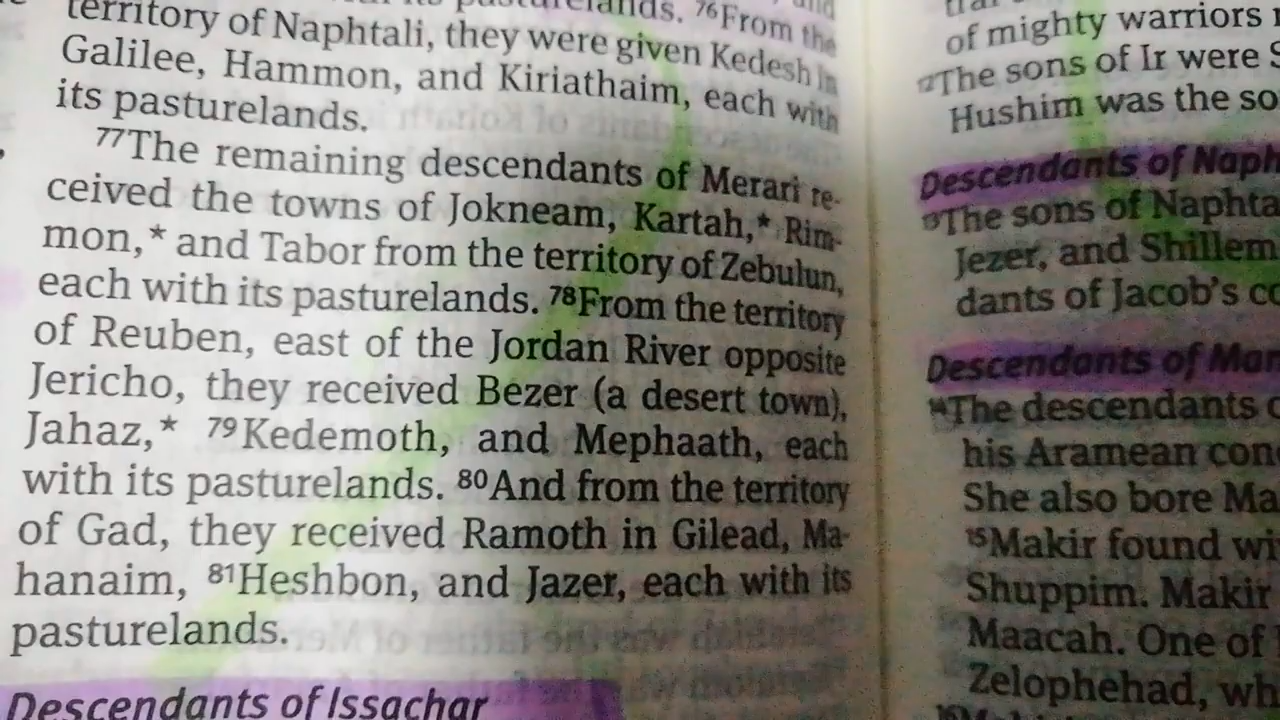 pasturelands. ⁷⁶From the
territory of Naphtali, they were given Kedesh in
Galilee, Hammon, and Kiriathaim, each with
its pasturelands.
⁷⁷The remaining descendants of Merari re-
ceived the towns of Jokneam, Kartah,* Rim-
mon,* and Tabor from the territory of Zebulun,
each with its pasturelands. ⁷⁸From the territory
of Reuben, east of the Jordan River opposite
Jericho, they received Bezer (a desert town),
Jahaz,* ⁷⁹Kedemoth, and Mephaath, each
with its pasturelands. ⁸⁰And from the territory
of Gad, they received Ramoth in Gilead, Ma-
hanaim, ⁸¹Heshbon, and Jazer, each with its
pasturelands.
Descendants of Issachar
of mighty warriors
¹²The sons of Ir were
Hushim was the
Descendants of
¹³The sons of
Jezer, and Shillem
dants of Jacob's
Descendants of
¹⁴The descendants
his Aramean
She also bore
¹⁵Makir found
Shuppim. Makir
Maacah. One of
Zelophehad,